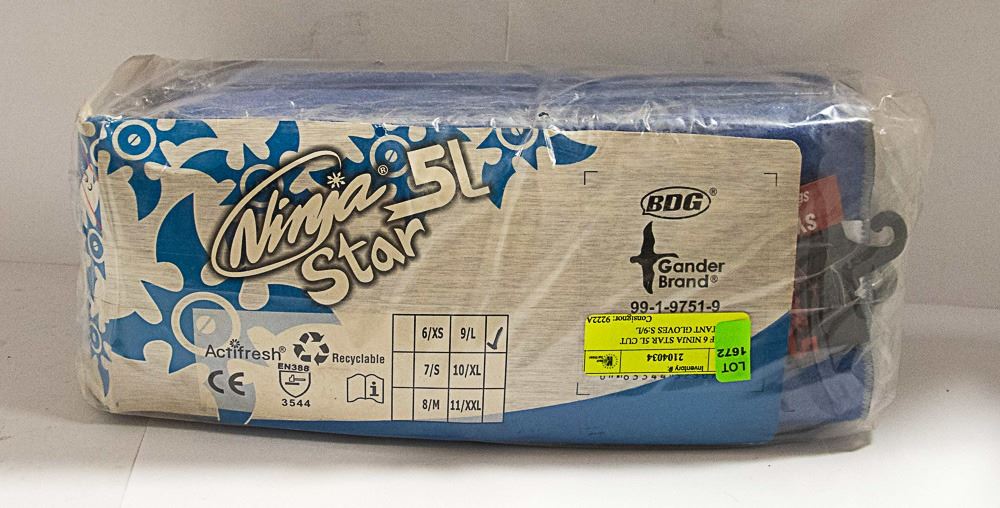 Ninja® 5L
Star
BDG®
Gander
Brand®
99-1-9751-9
Actifresh®
Recyclable
EN388
3544
CE
6/XS 9/L
7/S 10/XL
8/M 11/XXL
LOT
1672
Inventory #:
2104034
F 6 NINJA STAR 5L CUT
TANT GLOVES S:9/L
Consignor: 9222A